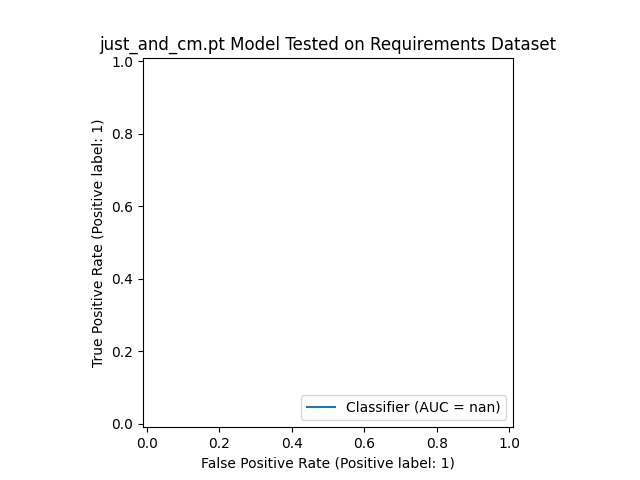 just_and_cm.pt Model Tested on Requirements Dataset
1.0
0.8
0.6
0.4
0.2
0.0
True Positive Rate (Positive label: 1)
Classifier (AUC = nan)
0.0 0.2 0.4 0.6 0.8 1.0
False Positive Rate (Positive label: 1)